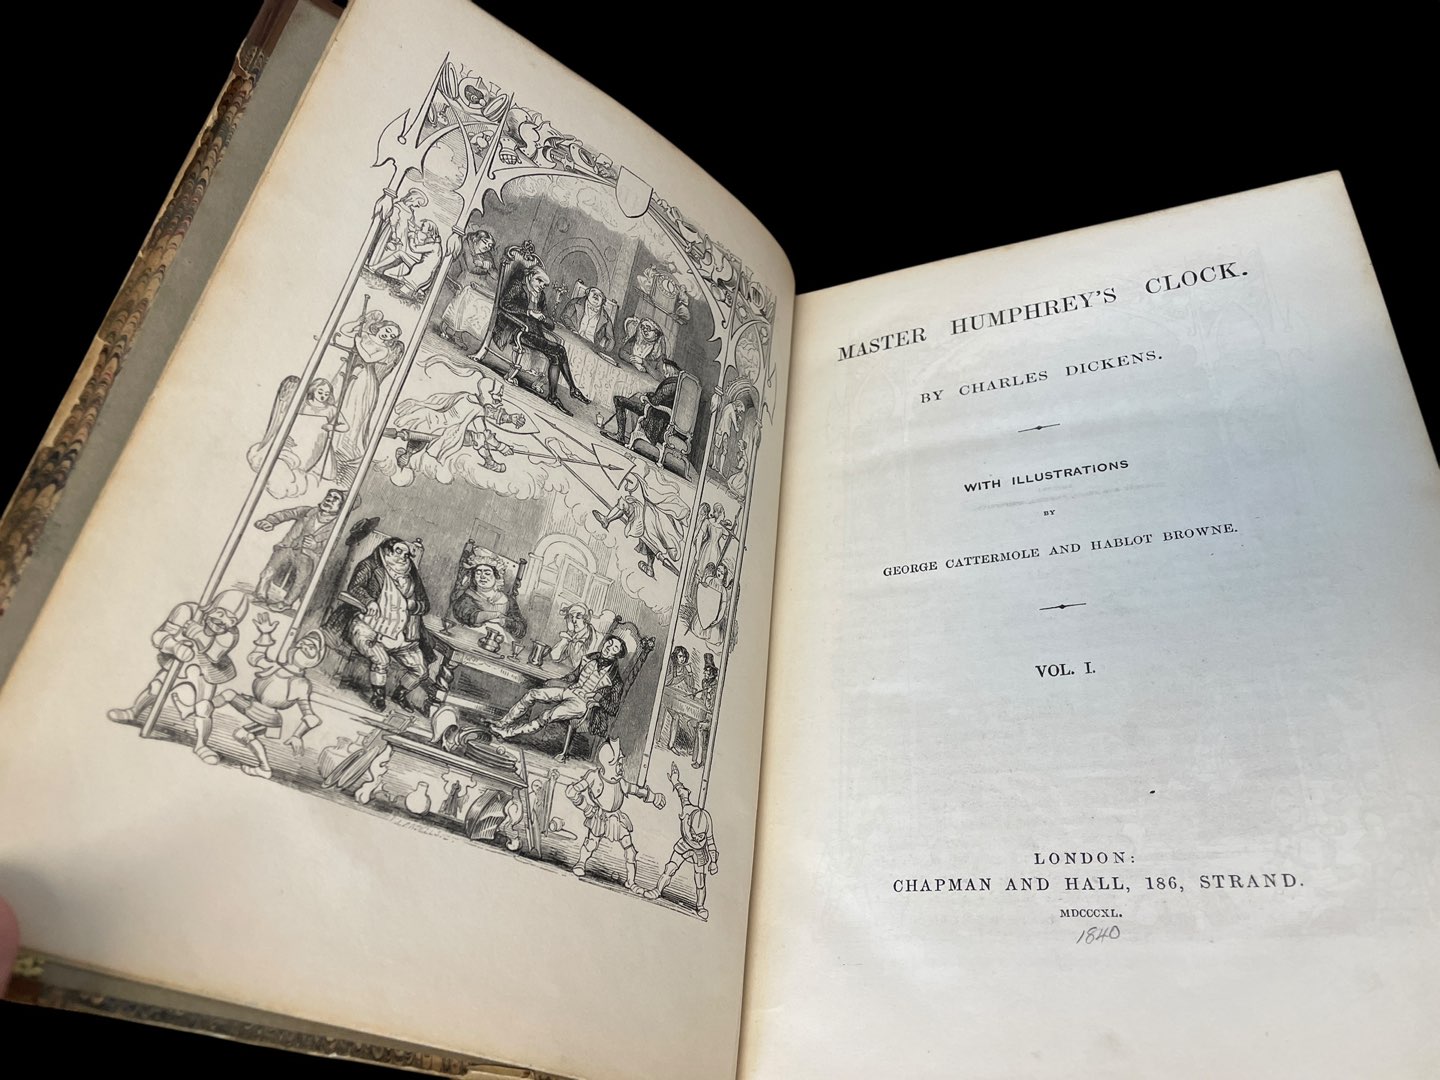 MASTER HUMPHREY'S CLOCK.
BY CHARLES DICKENS.
WITH ILLUSTRATIONS
BY
GEORGE CATTERMOLE AND HABLOT BROWNE.
VOL. I.
LONDON:
CHAPMAN AND HALL, 186, STRAND.
MDCCCXL.
1840